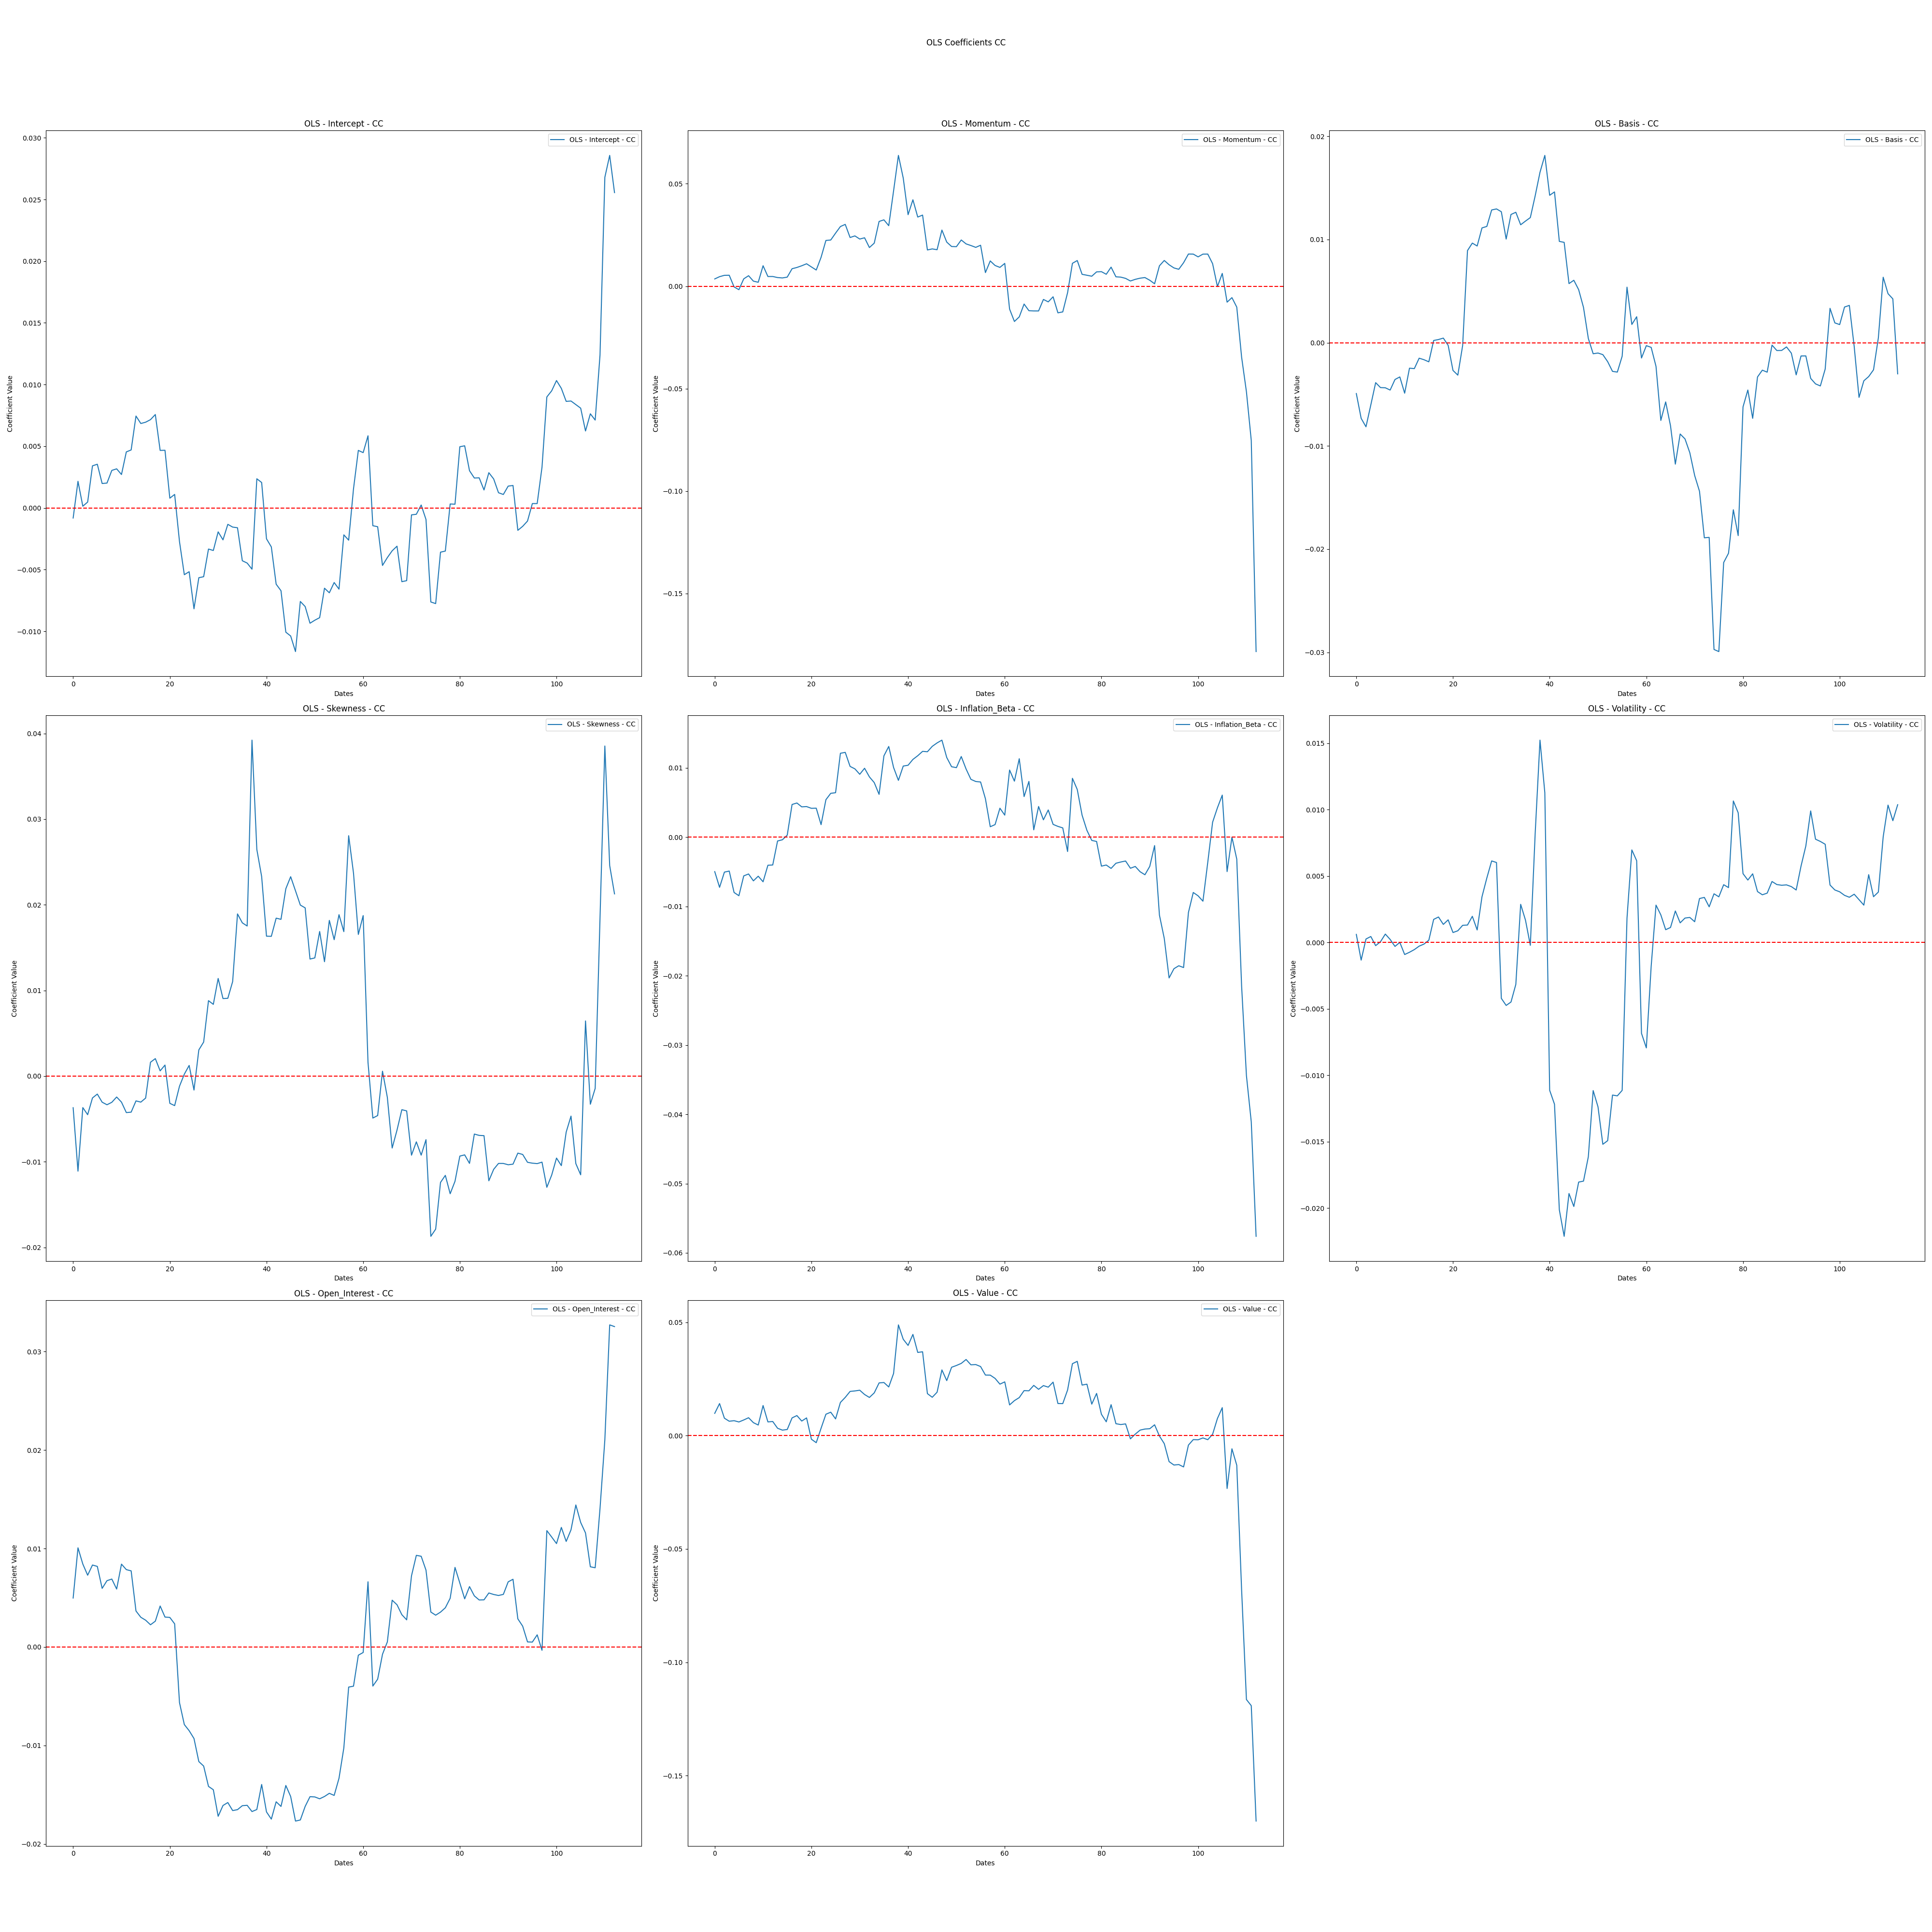 OLS Coefficients CC
OLS - Intercept - CC
OLS - Intercept - CC
0.030
0.025
0.020
0.015
0.010
0.005
0.000
−0.005
−0.010
Coefficient Value
0 20 40 60 80 100
Dates
OLS - Momentum - CC
OLS - Momentum - CC
0.05
0.00
−0.05
−0.10
−0.15
Coefficient Value
0 20 40 60 80 100
Dates
OLS - Basis - CC
OLS - Basis - CC
0.02
0.01
0.00
−0.01
−0.02
−0.03
Coefficient Value
0 20 40 60 80 100
Dates
OLS - Skewness - CC
OLS - Skewness - CC
0.04
0.03
0.02
0.01
0.00
−0.01
−0.02
Coefficient Value
0 20 40 60 80 100
Dates
OLS - Inflation_Beta - CC
OLS - Inflation_Beta - CC
0.01
0.00
−0.01
−0.02
−0.03
−0.04
−0.05
−0.06
Coefficient Value
0 20 40 60 80 100
Dates
OLS - Volatility - CC
OLS - Volatility - CC
0.015
0.010
0.005
0.000
−0.005
−0.010
−0.015
−0.020
Coefficient Value
0 20 40 60 80 100
Dates
OLS - Open_Interest - CC
OLS - Open_Interest - CC
0.03
0.02
0.01
0.00
−0.01
−0.02
Coefficient Value
0 20 40 60 80 100
Dates
OLS - Value - CC
OLS - Value - CC
0.05
0.00
−0.05
−0.10
−0.15
Coefficient Value
0 20 40 60 80 100
Dates